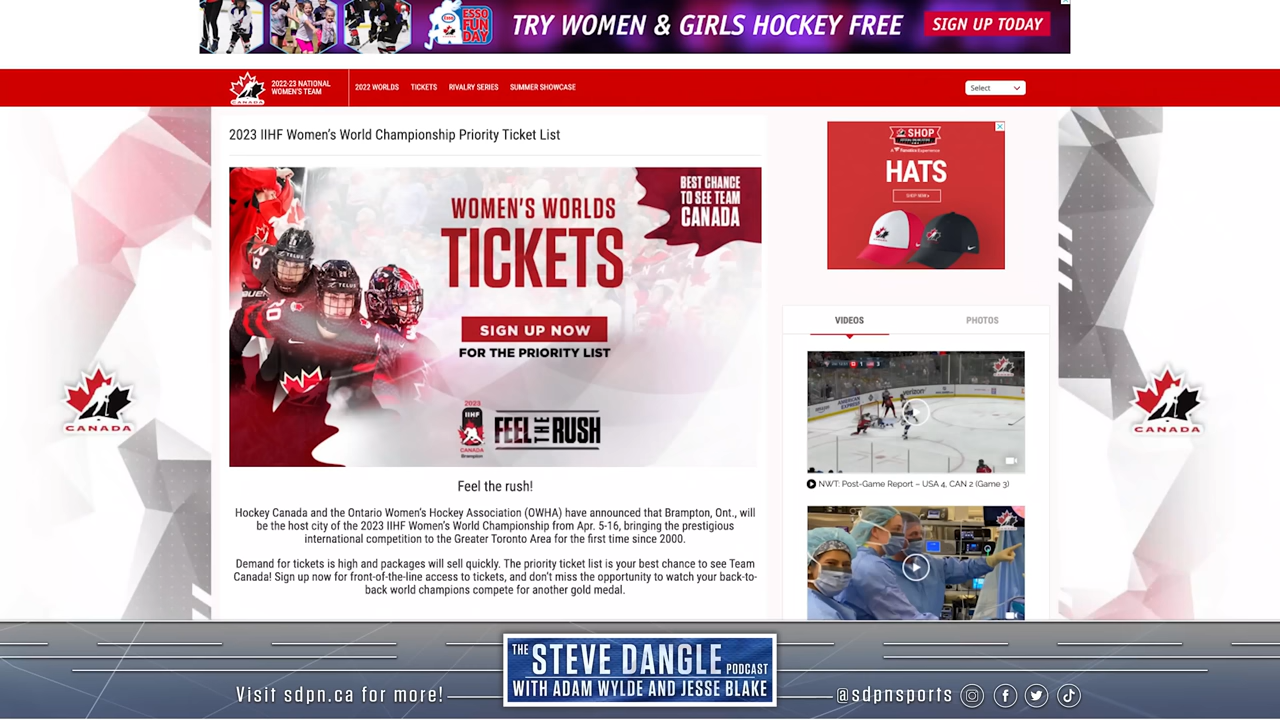 ESSO
FUN
DAY
TRY WOMEN & GIRLS HOCKEY FREE
SIGN UP TODAY
CANADA
2022-23 NATIONAL
WOMEN'S TEAM
2022 WORLDS
TICKETS
RIVALRY SERIES
SUMMER SHOWCASE
Select
2023 IIHF Women's World Championship Priority Ticket List
BEST CHANCE
TO SEE TEAM
CANADA
WOMEN'S WORLDS
TICKETS
SIGN UP NOW
FOR THE PRIORITY LIST
TELUS
TELUS
BAUER
20
2023
IIHF
CANADA
Brampton
FEEL THE RUSH
SHOP
HATS
SHOP NOW
VIDEOS
PHOTOS
verizon
AMERICAN
EXPRESS
NWT: Post-Game Report – USA 4, CAN 2 (Game 3)
CANADA
CANADA
Feel the rush!
Hockey Canada and the Ontario Women's Hockey Association (OWHA) have announced that Brampton, Ont., will
be the host city of the 2023 IIHF Women's World Championship from Apr. 5-16, bringing the prestigious
international competition to the Greater Toronto Area for the first time since 2000.
Demand for tickets is high and packages will sell quickly. The priority ticket list is your best chance to see Team
Canada! Sign up now for front-of-the-line access to tickets, and don't miss the opportunity to watch your back-to-
back world champions compete for another gold medal.
THE STEVE DANGLE PODCAST
WITH ADAM WYLDE AND JESSE BLAKE
Visit sdpn.ca for more!
@sdpnsports